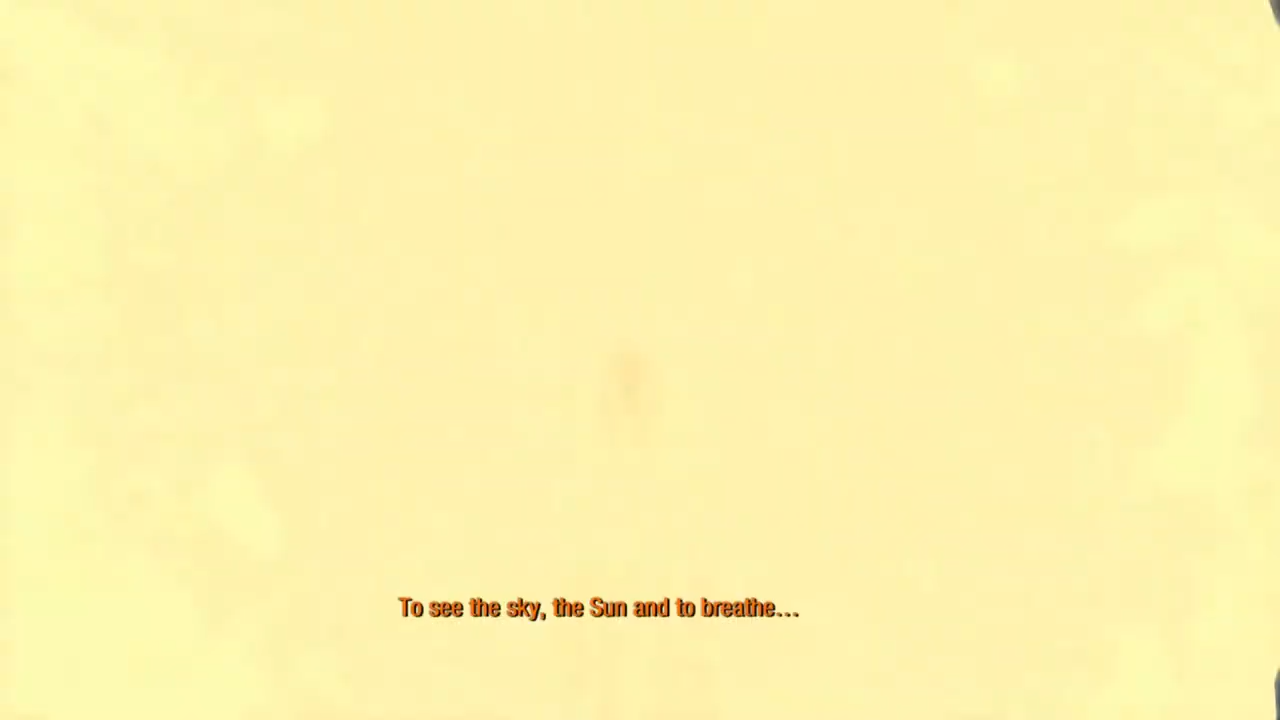 To see the sky, the Sun and to breathe...